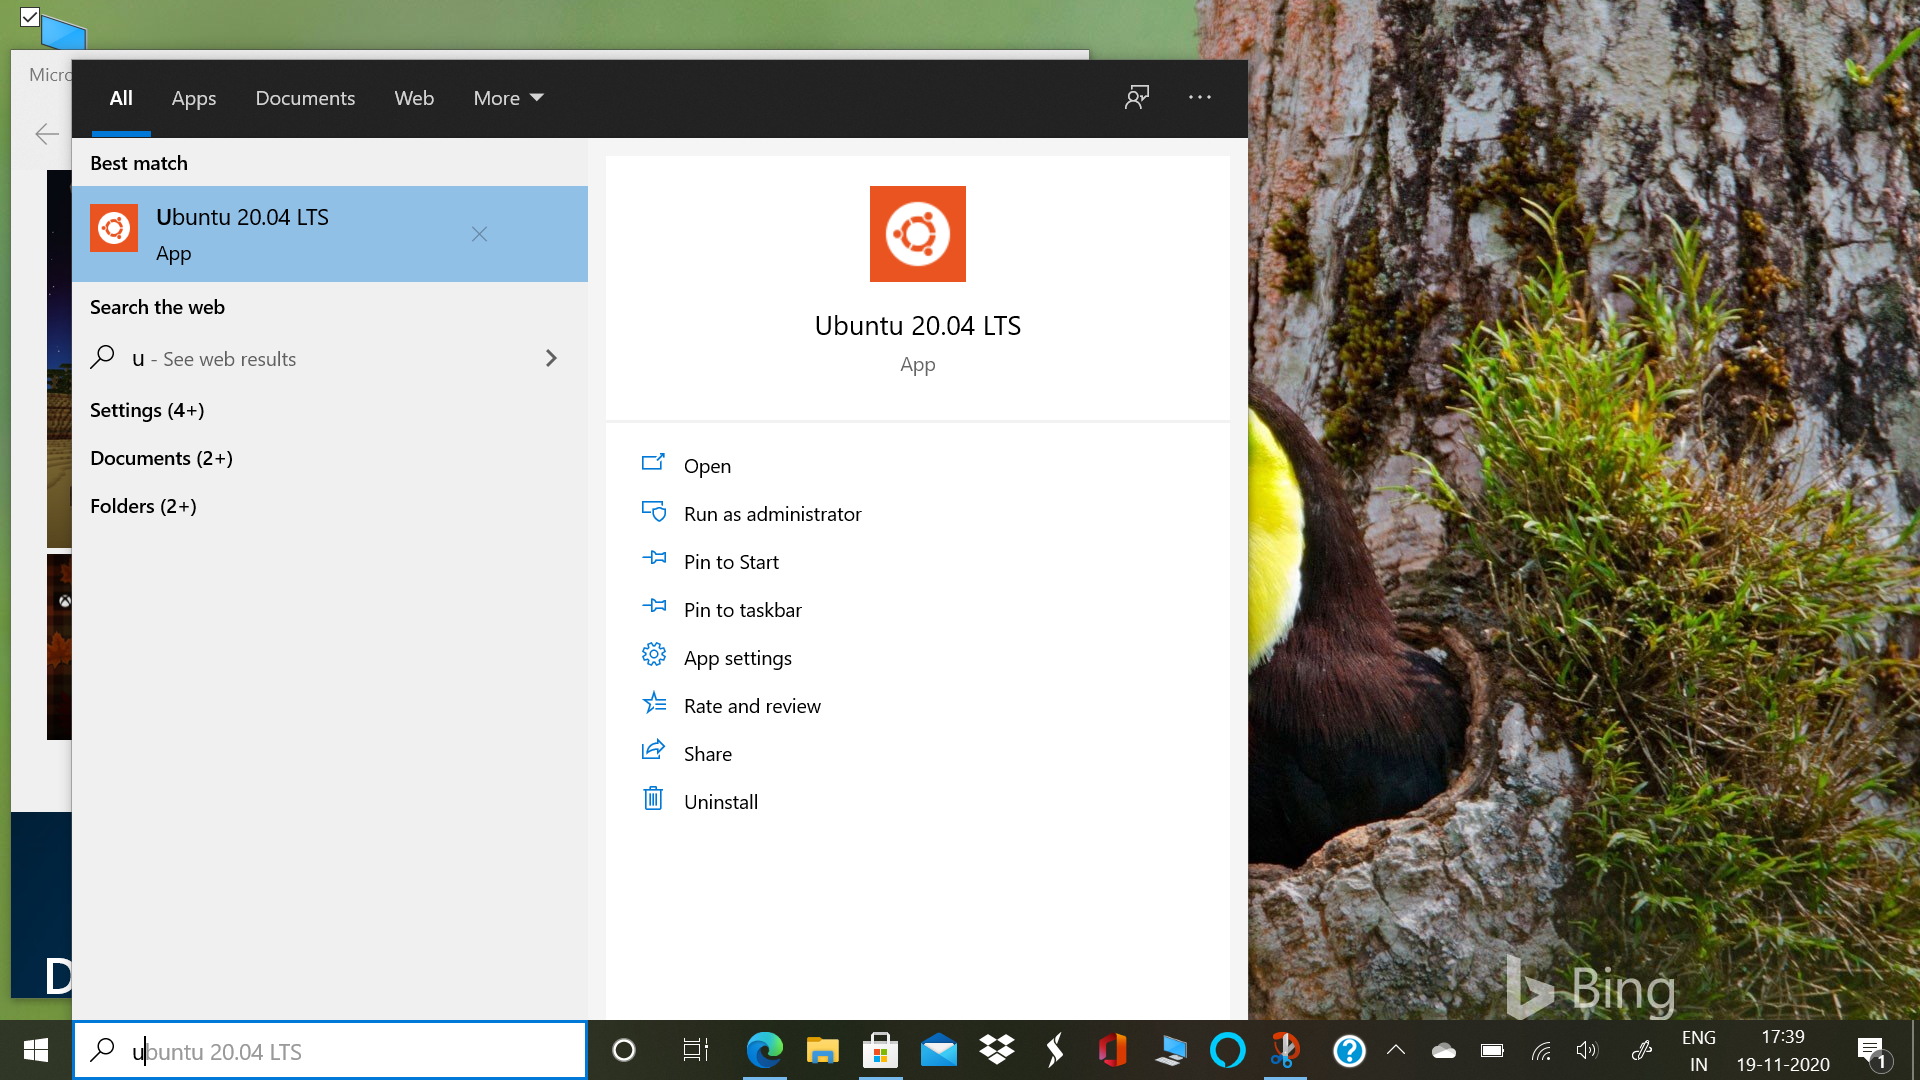 Micro
All Apps Documents Web More
Best match
Ubuntu 20.04 LTS
App
Search the web
u - See web results
Settings (4+)
Documents (2+)
Folders (2+)
Ubuntu 20.04 LTS
App
Open
Run as administrator
Pin to Start
Pin to taskbar
App settings
Rate and review
Share
Uninstall
D
Bing
ubuntu 20.04 LTS
ENG
IN
17:39
19-11-2020
1